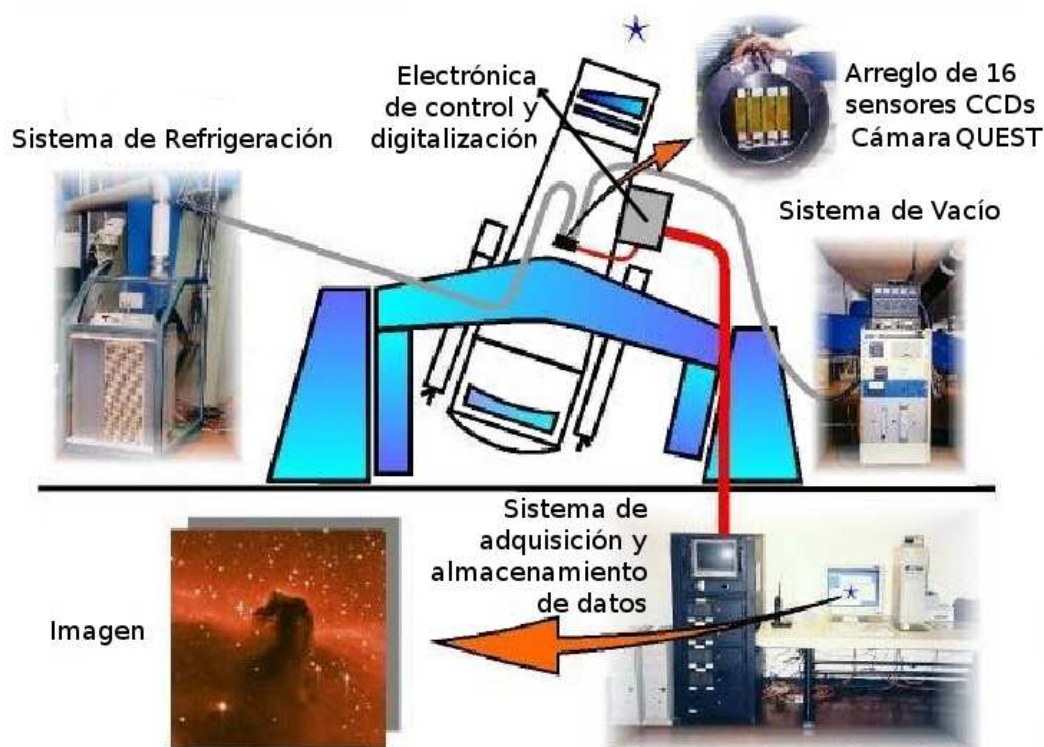 Electrónica
de control y
digitalización
Arreglo de 16
sensores CCDs
Cámara QUEST
Sistema de Refrigeración
Sistema de Vacío
Sistema de
adquisición y
almacenamiento
de datos
Imagen